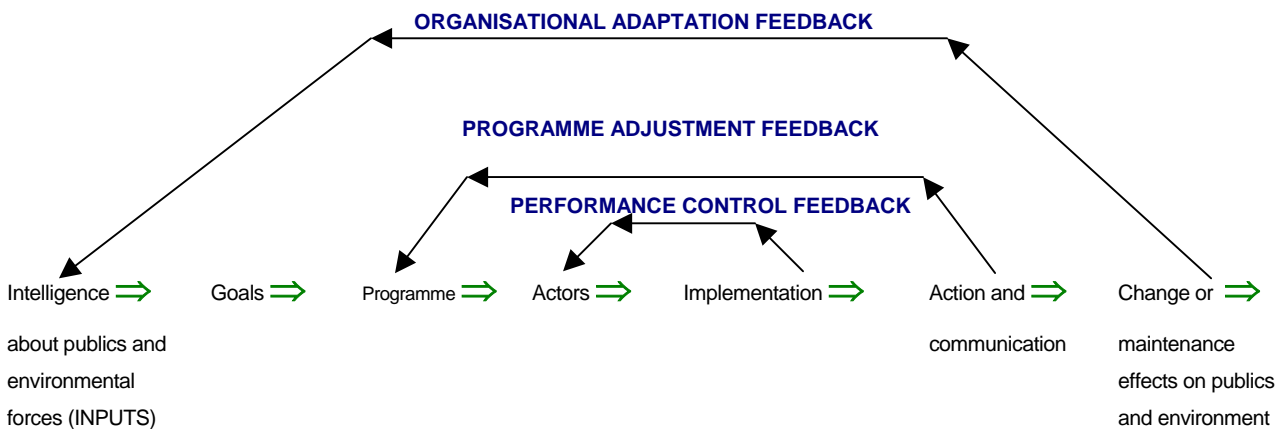 ORGANISATIONAL ADAPTATION FEEDBACK
PROGRAMME ADJUSTMENT FEEDBACK
PERFORMANCE CONTROL FEEDBACK
Intelligence ⇒ Goals ⇒ Programme ⇒ Actors ⇒ Implementation ⇒ Action and ⇒ Change or ⇒
about publics and communication maintenance
environmental effects on publics
forces (INPUTS) and environment